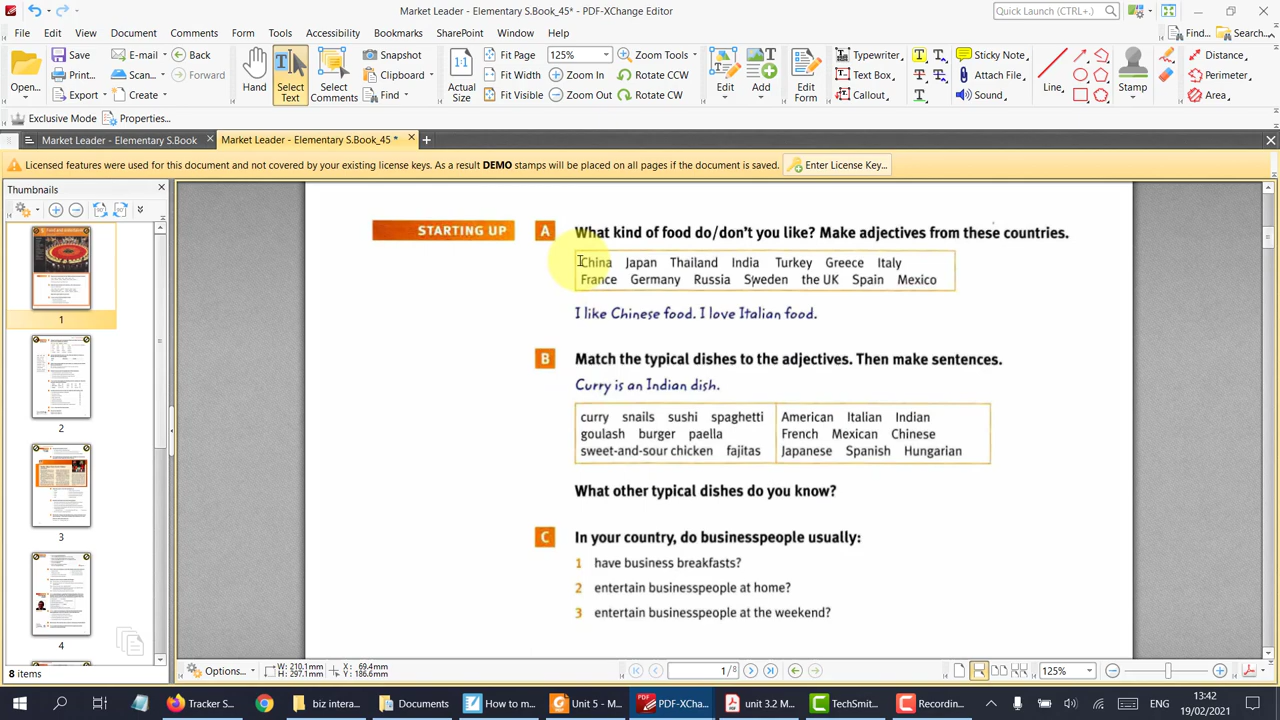 Market Leader - Elementary S.Book_45* - PDF-XChange Editor
Quick Launch (CTRL+.)
File Edit View Document Comments Form Tools Accessibility Bookmarks SharePoint Window Help
Find... Search...
Open... Save Print... Export E-mail Scan Create Back Forward
Hand Select Text Select Comments Snapshot Clipboard Find
Actual Size Fit Page Fit Width Fit Visible 125% Zoom In Zoom Out Zoom Tools Rotate CCW Rotate CW
Edit Add Edit Form Typewriter Text Box Callout
Sticky Note Attach File Sound Line Stamp Distance Perimeter Area
Exclusive Mode Properties...
Market Leader - Elementary S.Book Market Leader - Elementary S.Book_45 *
Licensed features were used for this document and not covered by your existing license keys. As a result DEMO stamps will be placed on all pages if the document is saved. Enter License Key...
Thumbnails
1
2
3
4
8 items
STARTING UP
A What kind of food do/don't you like? Make adjectives from these countries.
China Japan Thailand India Turkey Greece Italy
France Germany Russia Sweden the UK Spain Mexico
I like Chinese food. I love Italian food.
B Match the typical dishes to the adjectives. Then make sentences.
Curry is an Indian dish.
curry snails sushi spaghetti American Italian Indian
goulash burger paella French Mexican Chinese
sweet-and-sour chicken fajitas Japanese Spanish Hungarian
What other typical dishes do you know?
C In your country, do businesspeople usually:
1 have business breakfasts?
2 entertain businesspeople at home?
3 entertain businesspeople at the weekend?
Options... W: 210.1mm H: 297.1mm X: 69.4mm Y: 186.6mm
1 / 8
125%
Tracker S... biz intera... Documents How to m... Unit 5 - M... PDF-XCha... unit 3.2 M... TechSmit... Recordin...
ENG 13:42 19/02/2021